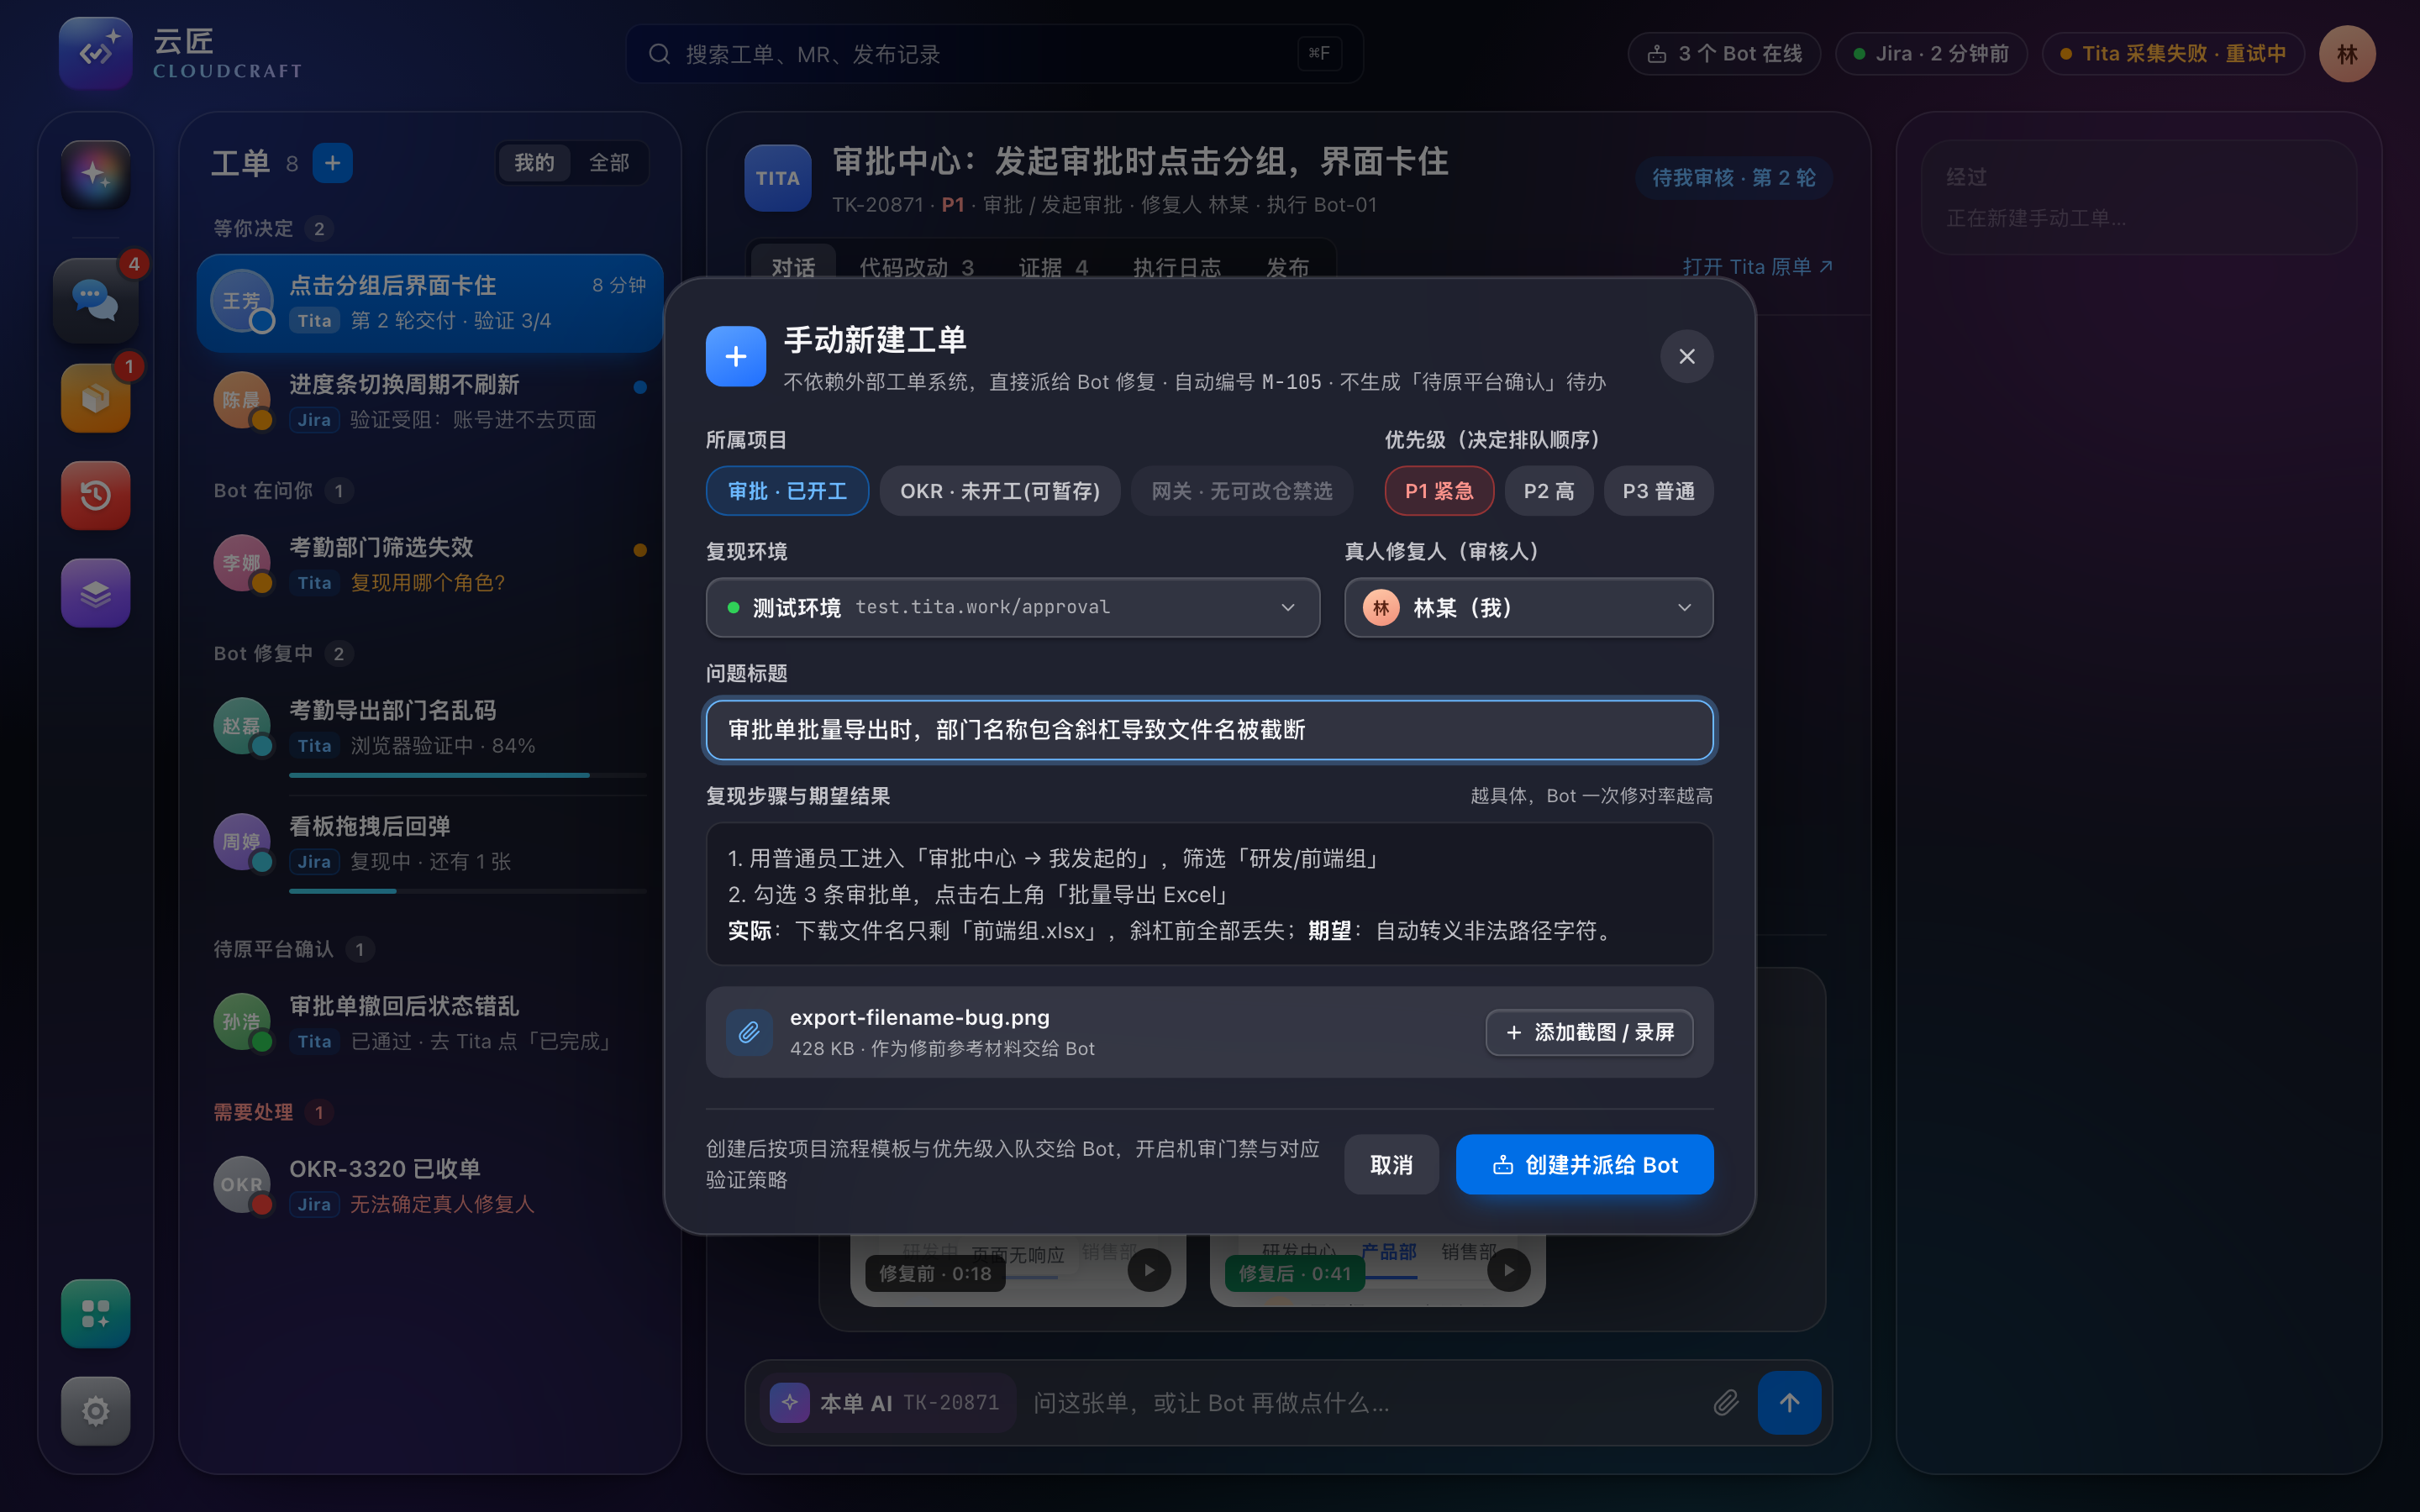 云匠
CLOUDCRAFT
搜索工单、MR、发布记录
⌘F
3 个 Bot 在线
Jira · 2 分钟前
Tita 采集失败 · 重试中
林
工单 8
我的
全部
等你决定 2
王芳
点击分组后界面卡住
8 分钟
Tita 第 2 轮交付 · 验证 3/4
陈晨
进度条切换周期不刷新
Jira 验证受阻：账号进不去页面
Bot 在问你 1
李娜
考勤部门筛选失效
Tita 复现用哪个角色?
Bot 修复中 2
赵磊
考勤导出部门名乱码
Tita 浏览器验证中 · 84%
周婷
看板拖拽后回弹
Jira 复现中 · 还有 1 张
待原平台确认 1
孙浩
审批单撤回后状态错乱
Tita 已通过 · 去 Tita 点「已完成」
需要处理 1
OKR
OKR-3320 已收单
Jira 无法确定真人修复人
4
1
TITA
审批中心：发起审批时点击分组，界面卡住
TK-20871 · P1 · 审批 / 发起审批 · 修复人 林某 · 执行 Bot-01
待我审核 · 第 2 轮
对话
代码改动 3
证据 4
执行日志
发布
打开 Tita 原单 ↗
经过
正在新建手动工单...
手动新建工单
不依赖外部工单系统，直接派给 Bot 修复 · 自动编号 M-105 · 不生成「待原平台确认」待办
所属项目
审批 · 已开工
OKR · 未开工(可暂存)
网关 · 无可改仓禁选
优先级（决定排队顺序）
P1 紧急
P2 高
P3 普通
复现环境
测试环境 test.tita.work/approval
真人修复人（审核人）
林 林某（我）
问题标题
审批单批量导出时，部门名称包含斜杠导致文件名被截断
复现步骤与期望结果
越具体，Bot 一次修对率越高
1. 用普通员工进入「审批中心 → 我发起的」，筛选「研发/前端组」
2. 勾选 3 条审批单，点击右上角「批量导出 Excel」
实际：下载文件名只剩「前端组.xlsx」，斜杠前全部丢失；期望：自动转义非法路径字符。
export-filename-bug.png
428 KB · 作为修前参考材料交给 Bot
添加截图 / 录屏
创建后按项目流程模板与优先级入队交给 Bot，开启机审门禁与对应
验证策略
取消
创建并派给 Bot
页面无响应
销售部
修复前 · 0:18
研发中心
产品部
销售部
修复后 · 0:41
本单 AI TK-20871
问这张单，或让 Bot 再做点什么...